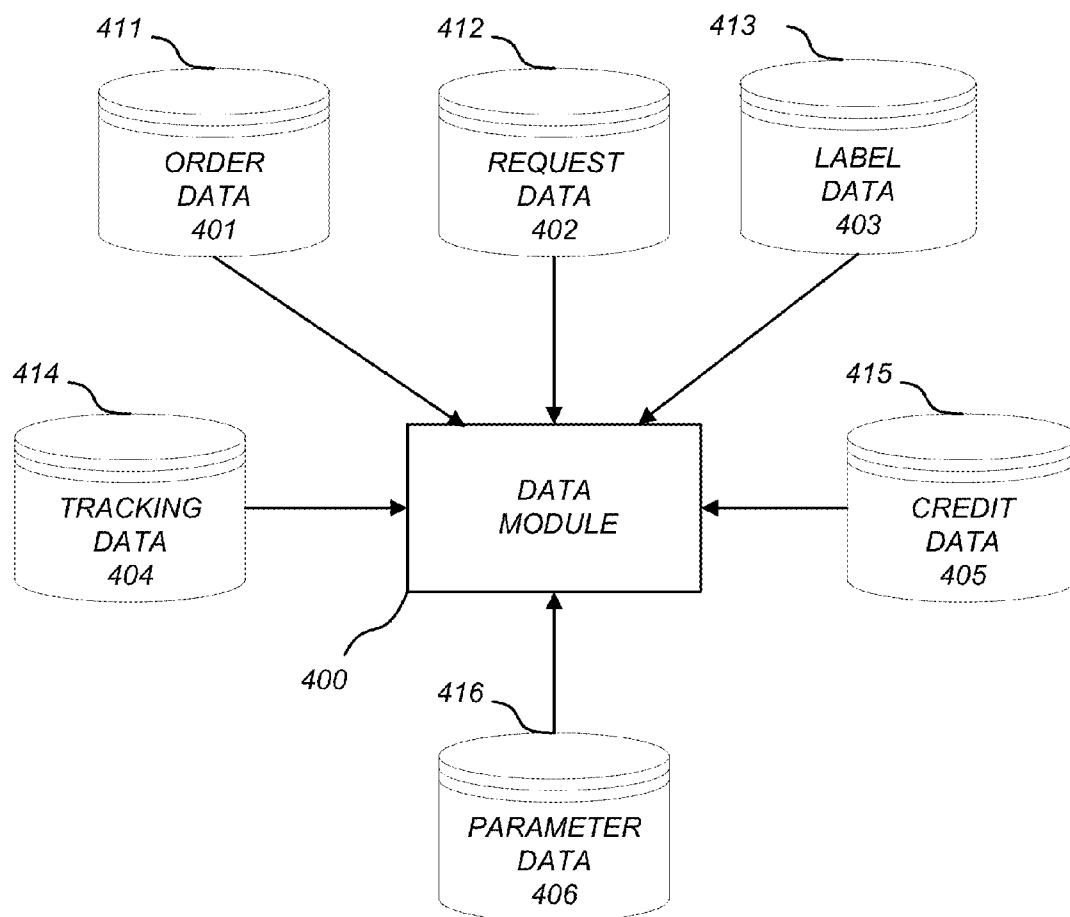 411
412
413
ORDER
DATA
401
REQUEST
DATA
402
LABEL
DATA
403
414
415
TRACKING
DATA
404
DATA
MODULE
CREDIT
DATA
405
400
416
PARAMETER
DATA
406